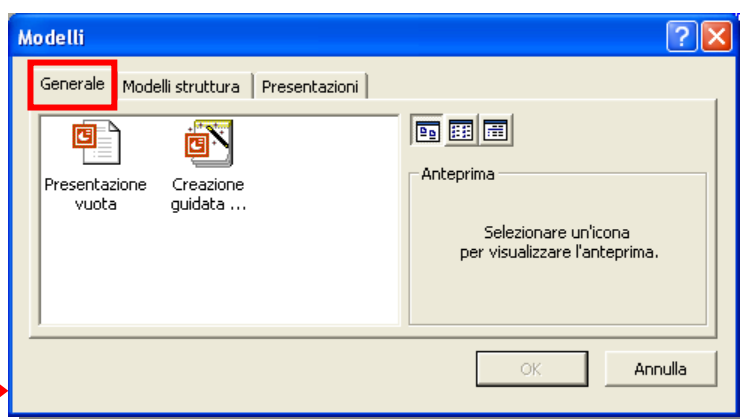 Modelli
Generale Modelli struttura Presentazioni
Presentazione
vuota
Creazione
guidata ...
Anteprima
Selezionare un'icona
per visualizzare l'anteprima.
OK Annulla